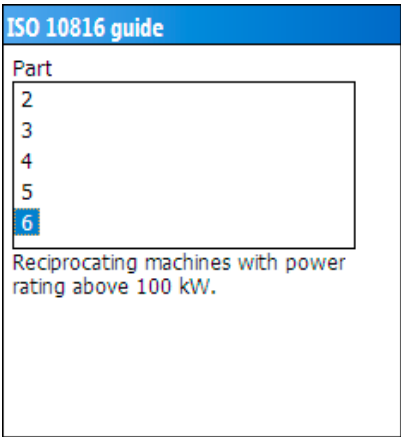 ISO 10816 guide
Part
2
3
4
5
6
Reciprocating machines with power
rating above 100 kW.